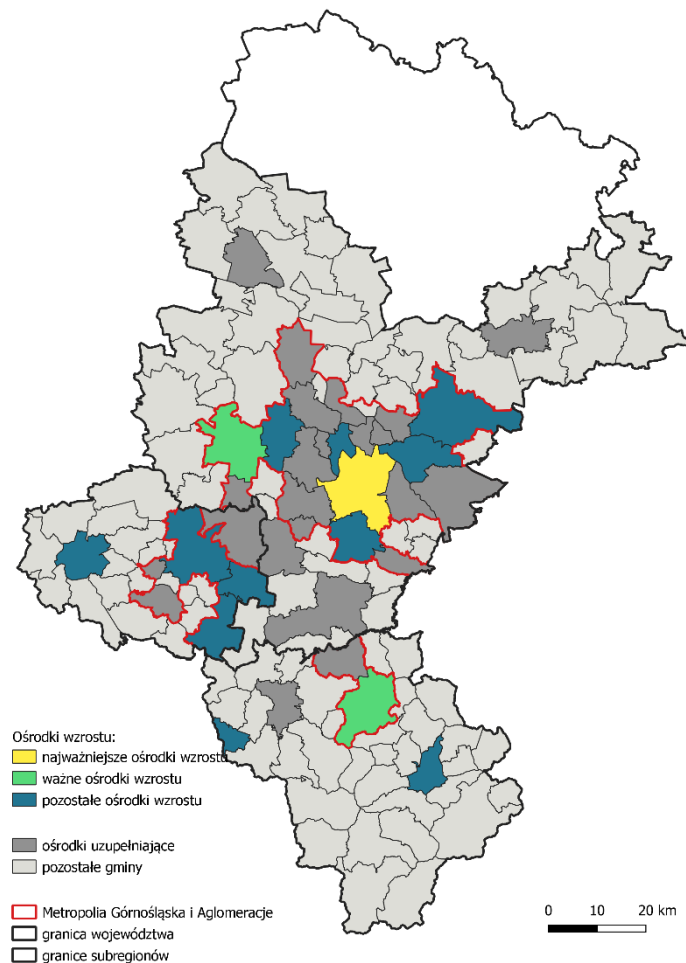 Ośrodki wzrostu:
najważniejsze ośrodki wzrostu
ważne ośrodki wzrostu
pozostałe ośrodki wzrostu
ośrodki uzupełniające
pozostałe gminy
Metropolia Górnośląska i Aglomeracje
granica województwa
granice subregionów
0 10 20 km